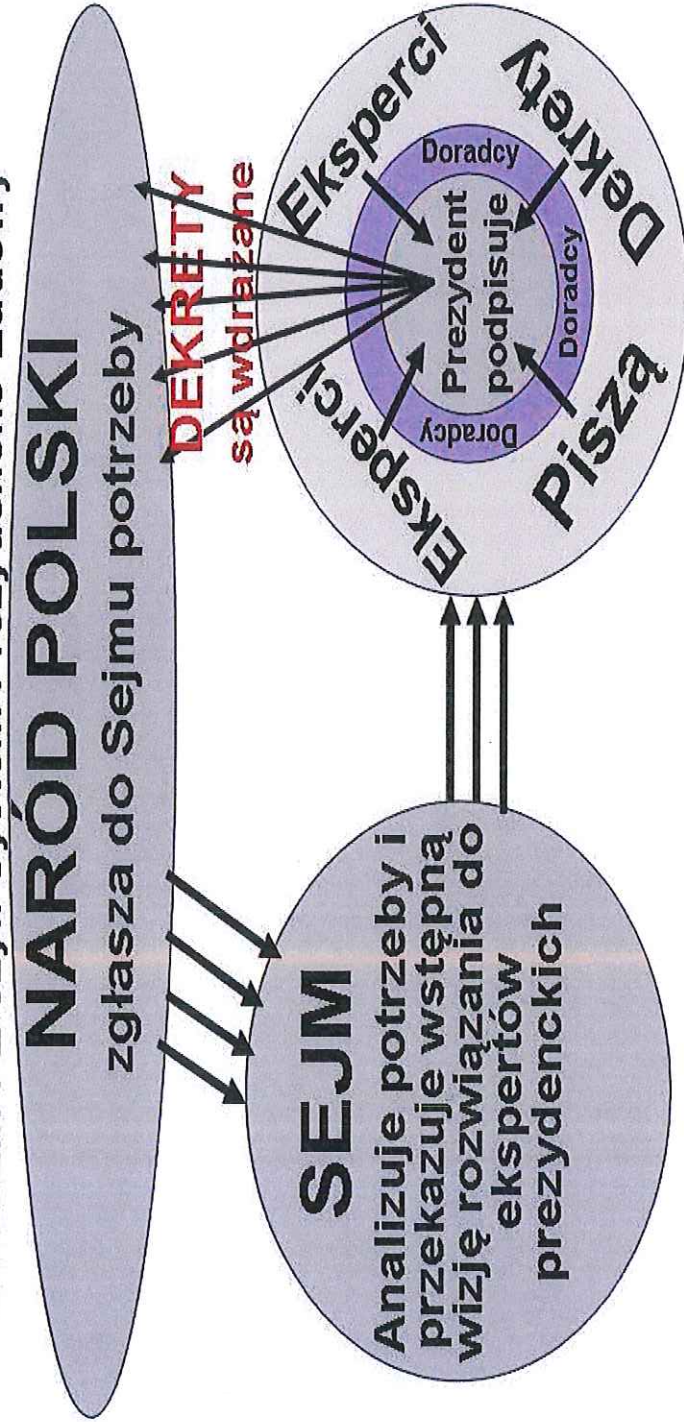 NARÓD POLSKI
zgłasza do Sejmu potrzeby
DEKRETY
są wdrażane
SEJM
Analizuje potrzeby i
przekazuje wstępną
wizję rozwiązania do
ekspertów
prezydenckich
Eksperci
Eksperci
Piszą
Dekrety
Doradcy
Doradcy
Doradcy
Prezydent
podpisuje